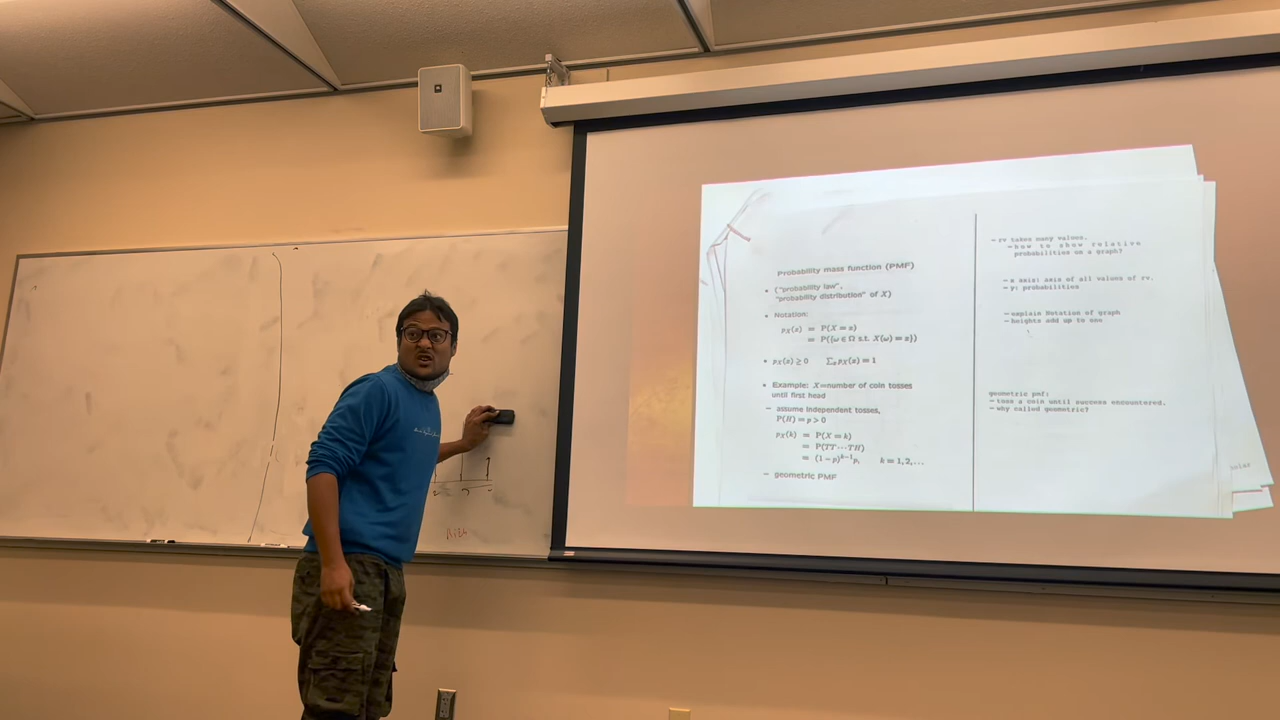 Probability mass function (PMF)
• ("probability law",
"probability distribution" of X)
• Notation:
pX(x) = P(X = x)
= P({ω ∈ Ω s.t. X(ω) = x})
• pX(x) ≥ 0 Σx pX(x) = 1
• Example: X=number of coin tosses
until first head
– assume independent tosses,
P(H) = p > 0
pX(k) = P(X = k)
= P(TT···TH)
= (1 − p)^{k−1}p, k = 1, 2, ...
– geometric PMF
– rv takes many values.
– how to show relative
probabilities on a graph?
– x axis: axis of all values of rv.
– y: probabilities
– explain Notation of graph
– heights add up to one
geometric pmf:
– toss a coin until success encountered.
– why called geometric?